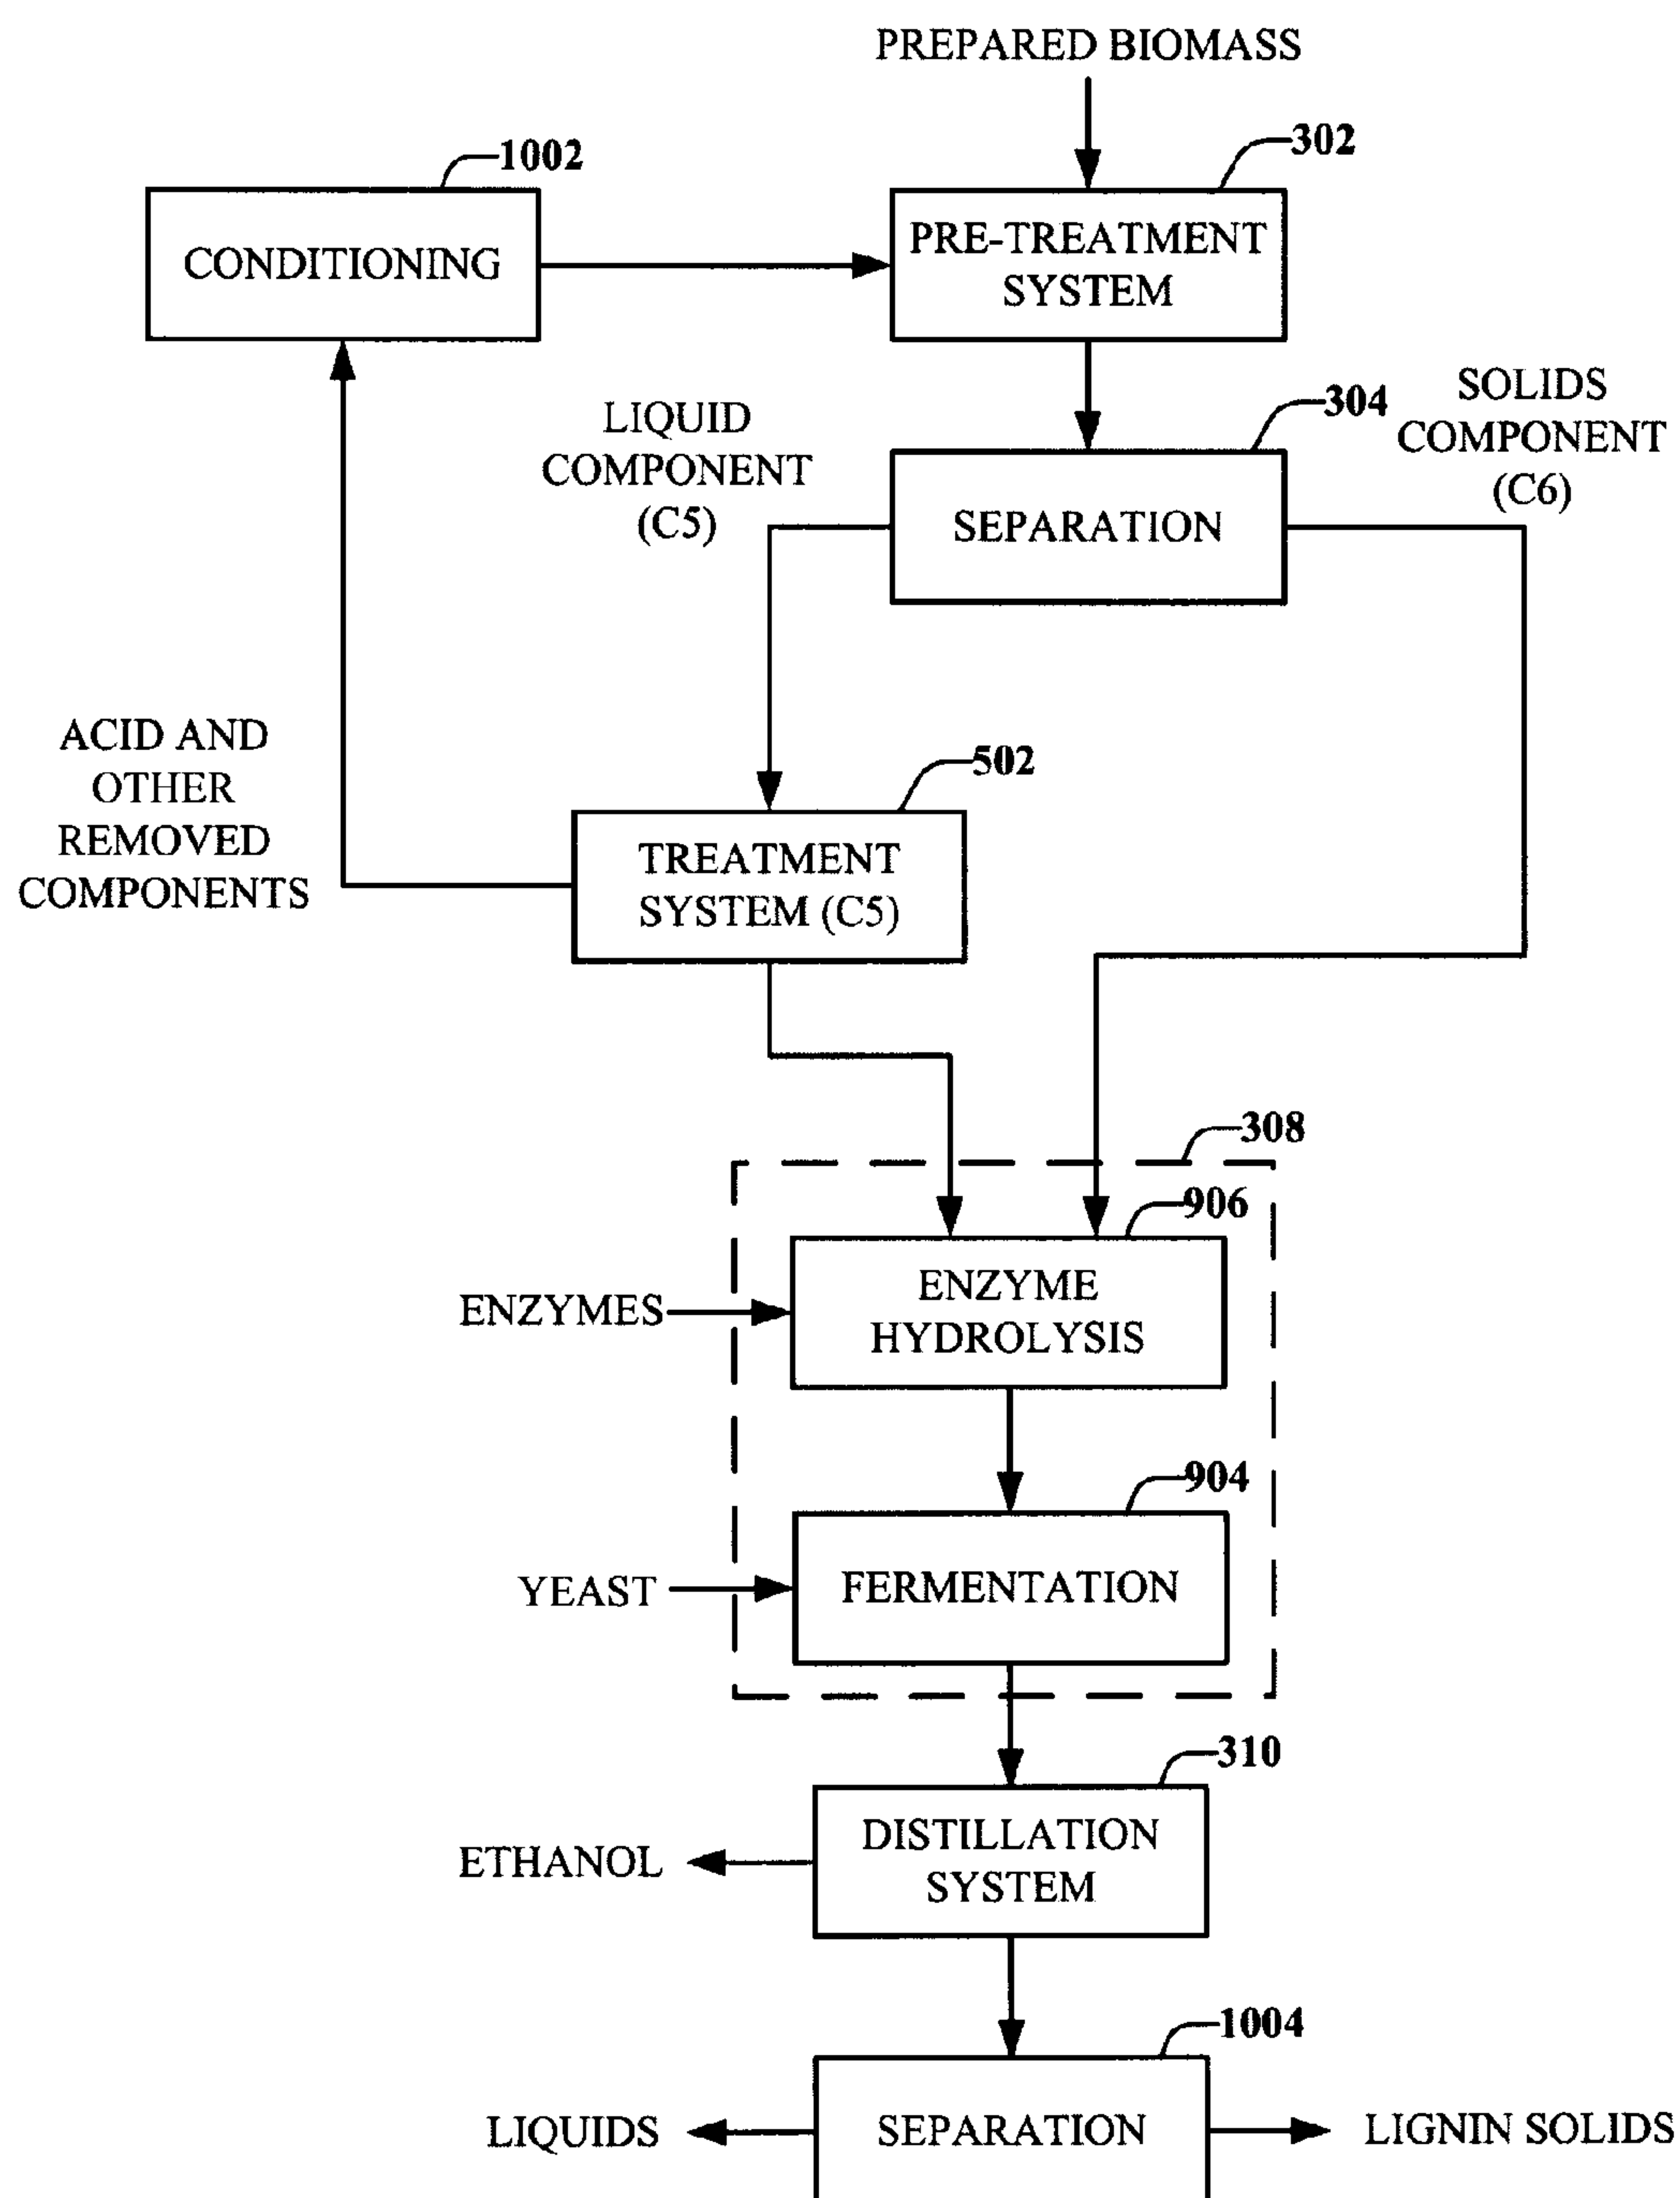 PREPARED BIOMASS
302
1002
PRE-TREATMENT
SYSTEM
CONDITIONING
304
SOLIDS
COMPONENT
(C6)
LIQUID
COMPONENT
(C5)
SEPARATION
ACID AND
OTHER
REMOVED
COMPONENTS
502
TREATMENT
SYSTEM (C5)
308
906
ENZYMES
ENZYME
HYDROLYSIS
904
YEAST
FERMENTATION
310
ETHANOL
DISTILLATION
SYSTEM
1004
LIQUIDS
SEPARATION
LIGNIN SOLIDS